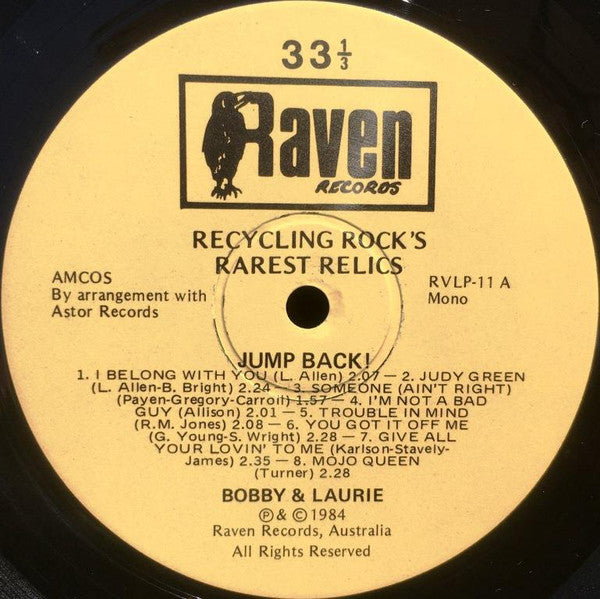 33 1/3
Raven
RECORDS
RECYCLING ROCK'S
RAREST RELICS
AMCOS
By arrangement with
Astor Records
RVLP-11 A
Mono
JUMP BACK!
1. I BELONG WITH YOU (L. Allen) 2.07 — 2. JUDY GREEN
(L. Allen-B. Bright) 2.24 — 3. SOMEONE (AIN'T RIGHT)
(Payen-Gregory-Carroll) 1.57 — 4. I'M NOT A BAD
GUY (Allison) 2.01 — 5. TROUBLE IN MIND
(R.M. Jones) 2.08 — 6. YOU GOT IT OFF ME
(G. Young-S. Wright) 2.28 — 7. GIVE ALL
YOUR LOVIN' TO ME (Karlson-Stavely-
James) 2.35 — 8. MOJO QUEEN
(Turner) 2.28
BOBBY & LAURIE
℗ & © 1984
Raven Records, Australia
All Rights Reserved